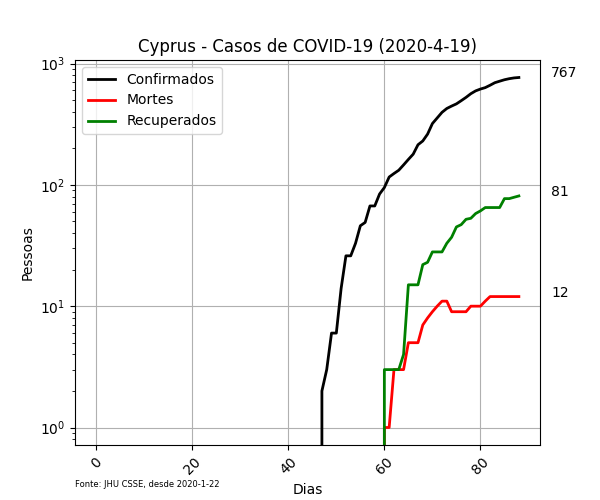 Cyprus - Casos de COVID-19 (2020-4-19)
Confirmados
Mortes
Recuperados
10³
10²
10¹
10⁰
Pessoas
767
81
12
0
20
40
60
80
Dias
Fonte: JHU CSSE, desde 2020-1-22